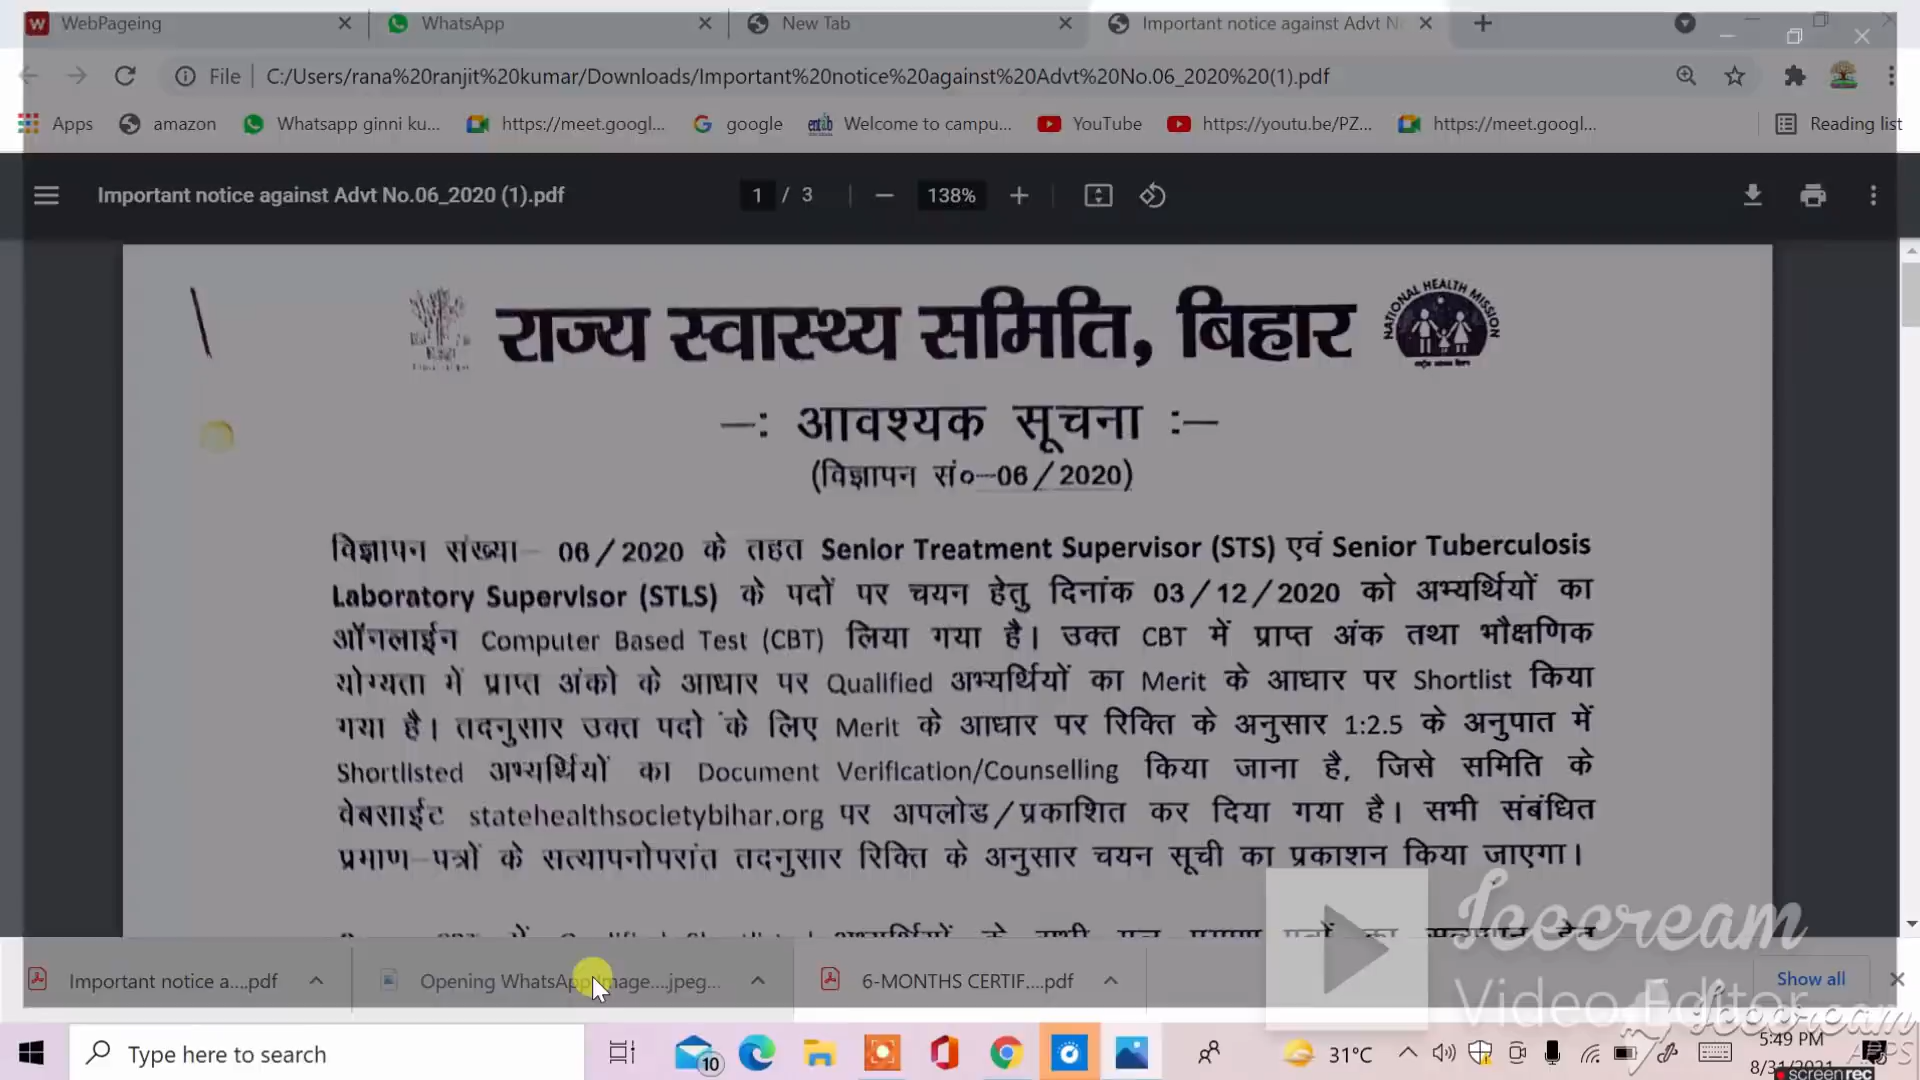 WebPageing
WhatsApp
New Tab
Important notice against Advt N
File C:/Users/rana%20ranjit%20kumar/Downloads/Important%20notice%20against%20Advt%20No.06_2020%20(1).pdf
Apps amazon Whatsapp ginni ku... https://meet.googl... google Welcome to campu... YouTube https://youtu.be/PZ... https://meet.googl... Reading list
Important notice against Advt No.06_2020 (1).pdf 1 / 3 138%
राज्य स्वास्थ्य समिति, बिहार
NATIONAL HEALTH MISSION
—: आवश्यक सूचना :—
(विज्ञापन सं०—06/2020)
विज्ञापन संख्या— 06/2020 के तहत Senior Treatment Supervisor (STS) एवं Senior Tuberculosis
Laboratory Supervisor (STLS) के पदों पर चयन हेतु दिनांक 03/12/2020 को अभ्यर्थियों का
ऑनलाईन Computer Based Test (CBT) लिया गया है। उक्त CBT में प्राप्त अंक तथा भौक्षणिक
योग्यता में प्राप्त अंको के आधार पर Qualified अभ्यर्थियों का Merit के आधार पर Shortlist किया
गया है। तदनुसार उक्त पदो के लिए Merit के आधार पर रिक्ति के अनुसार 1:2.5 के अनुपात में
Shortlisted अभ्यर्थियों का Document Verification/Counselling किया जाना है, जिसे समिति के
वेबसाईट statehealthsocietybihar.org पर अपलोड/प्रकाशित कर दिया गया है। सभी संबंधित
प्रमाण—पत्रों के सत्यापनोपरांत तदनुसार रिक्ति के अनुसार चयन सूची का प्रकाशन किया जाएगा।
Icecream
Video Editor
Important notice a....pdf Opening WhatsApp Image....jpeg... 6-MONTHS CERTIF....pdf Show all
Type here to search 10 31°C 5:49 PM
Icecream
APPS
screenrec